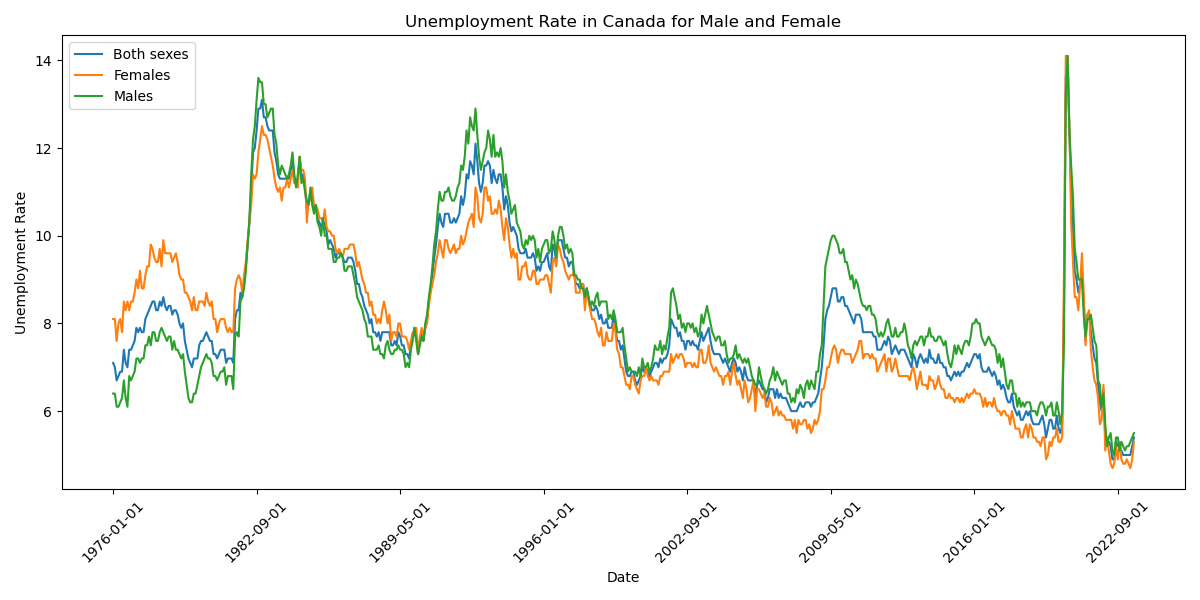 Unemployment Rate in Canada for Male and Female
Both sexes
Females
Males
Unemployment Rate
14
12
10
8
6
1976-01-01
1982-09-01
1989-05-01
1996-01-01
2002-09-01
2009-05-01
2016-01-01
2022-09-01
Date